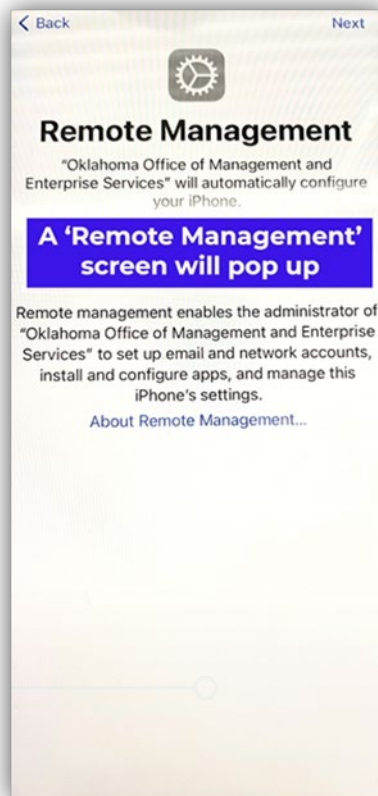 Back
Next
Remote Management
“Oklahoma Office of Management and
Enterprise Services” will automatically configure
your iPhone.
A ‘Remote Management’
screen will pop up
Remote management enables the administrator of
“Oklahoma Office of Management and Enterprise
Services” to set up email and network accounts,
install and configure apps, and manage this
iPhone’s settings.
About Remote Management...